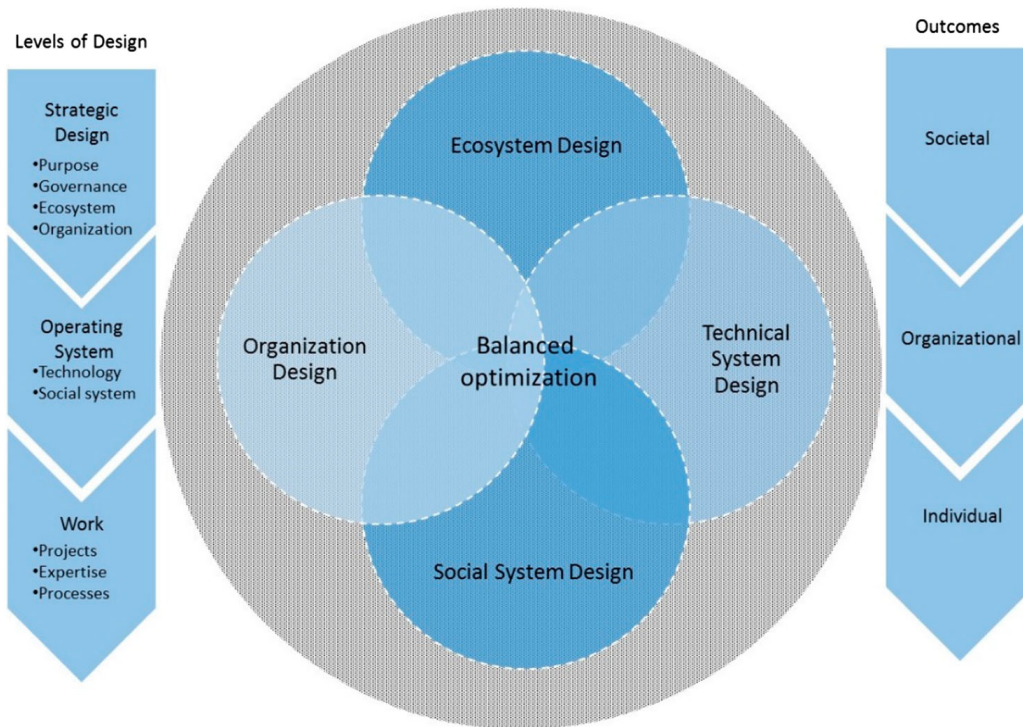 Levels of Design
Strategic
Design
•Purpose
•Governance
•Ecosystem
•Organization
Operating
System
•Technology
•Social system
Work
•Projects
•Expertise
•Processes
Ecosystem Design
Organization
Design
Balanced
optimization
Technical
System
Design
Social System Design
Outcomes
Societal
Organizational
Individual